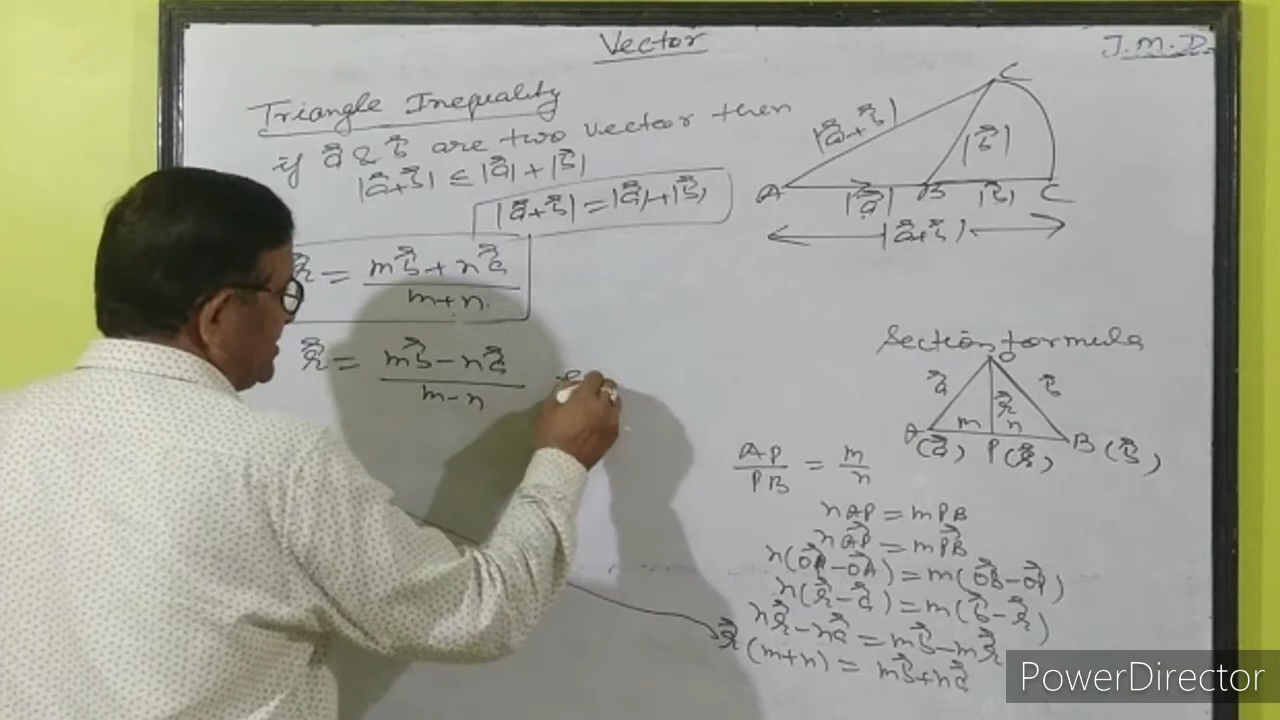 Vector
J.M.D.
Triangle Inequality
if a⃗ & b⃗ are two vector then
|a⃗+b⃗| ≤ |a⃗| + |b⃗|
|a⃗+b⃗| = |a⃗|+|b⃗|
r⃗ = (mb⃗ + na⃗)/(m+n)
r⃗ = (mb⃗ − na⃗)/(m−n)
C
|a⃗+b⃗|
|b⃗|
A |a⃗| B |b⃗| C
|a⃗+b⃗|
Section formula
O
a⃗ r⃗ b⃗
m n
A(a⃗) P(r⃗) B(b⃗)
AP/PB = m/n
nAP = mPB
nAP⃗ = mPB⃗
n(OP⃗−OA⃗) = m(OB⃗−OP⃗)
n(r⃗−a⃗) = m(b⃗−r⃗)
nr⃗−na⃗ = mb⃗−mr⃗
r⃗(m+n) = mb⃗+na⃗
PowerDirector